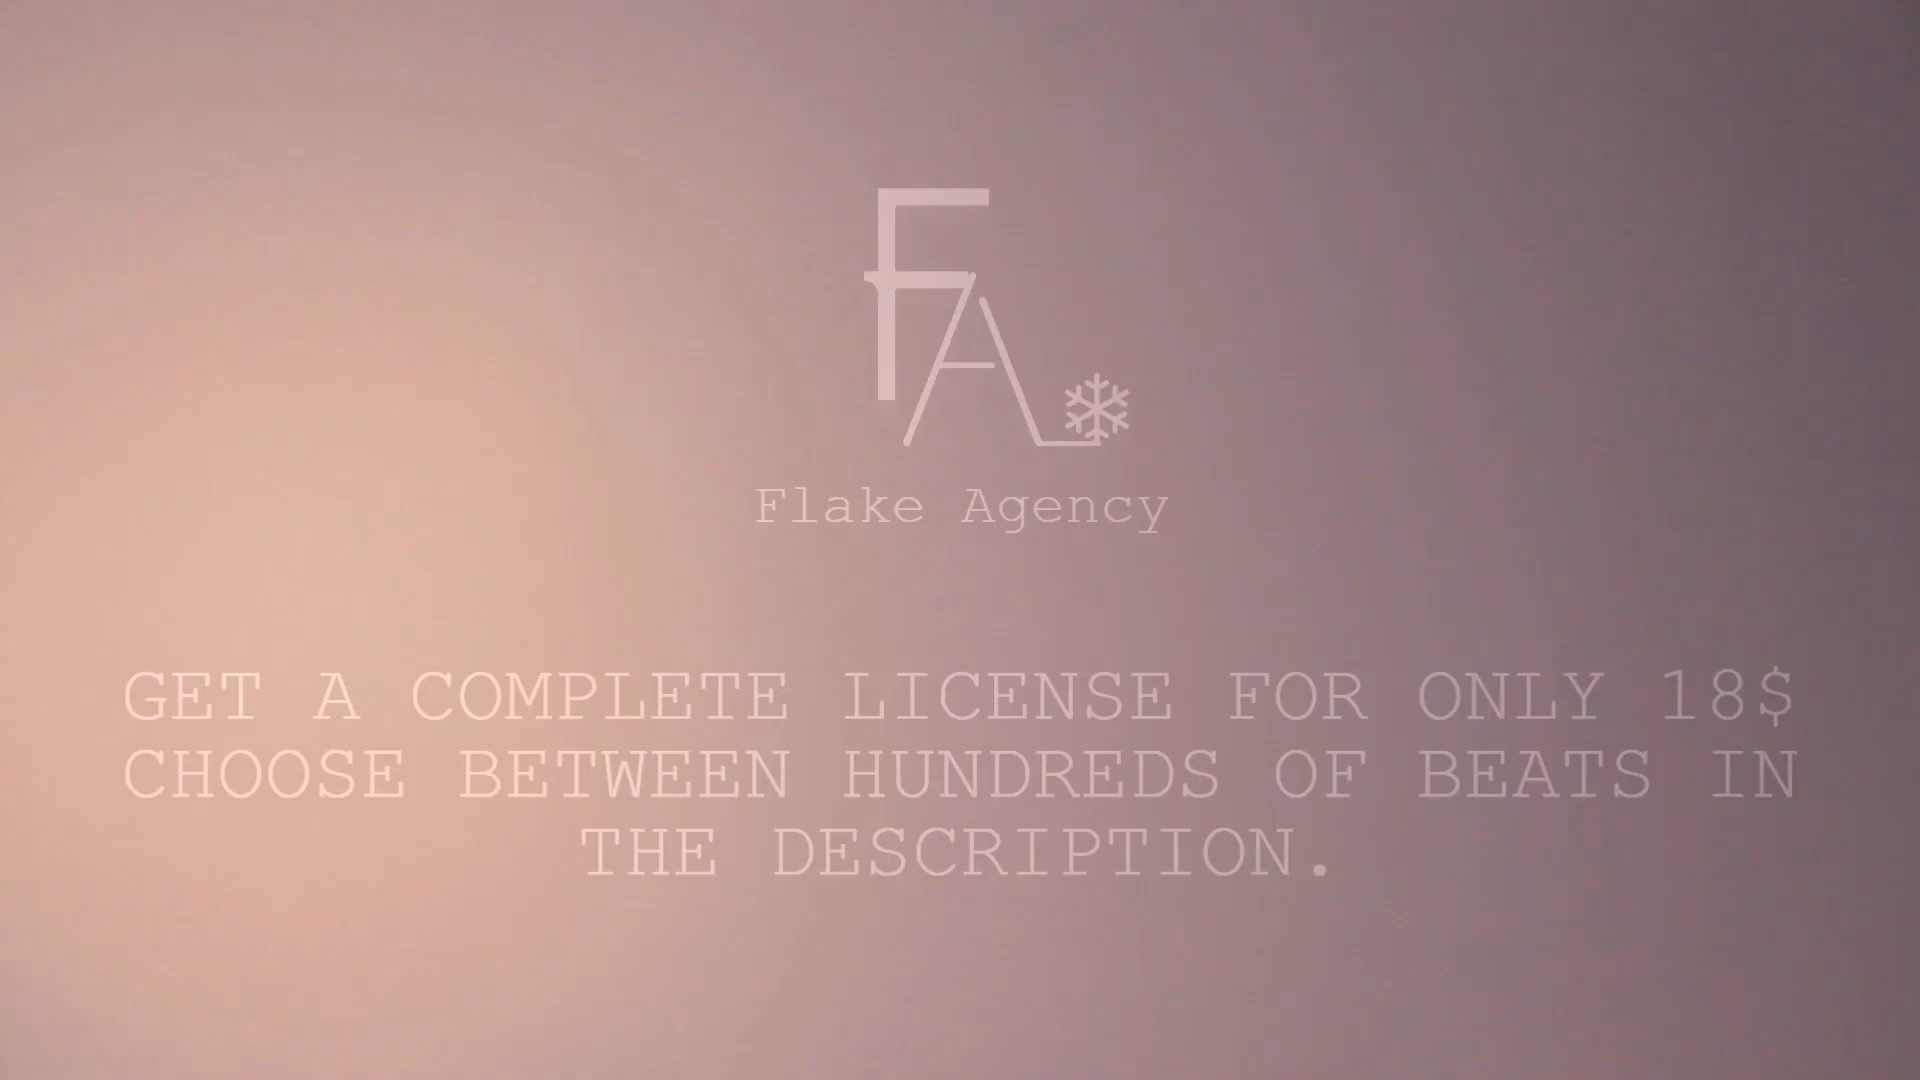 FA
Flake Agency
GET A COMPLETE LICENSE FOR ONLY 18$
CHOOSE BETWEEN HUNDREDS OF BEATS IN
THE DESCRIPTION.